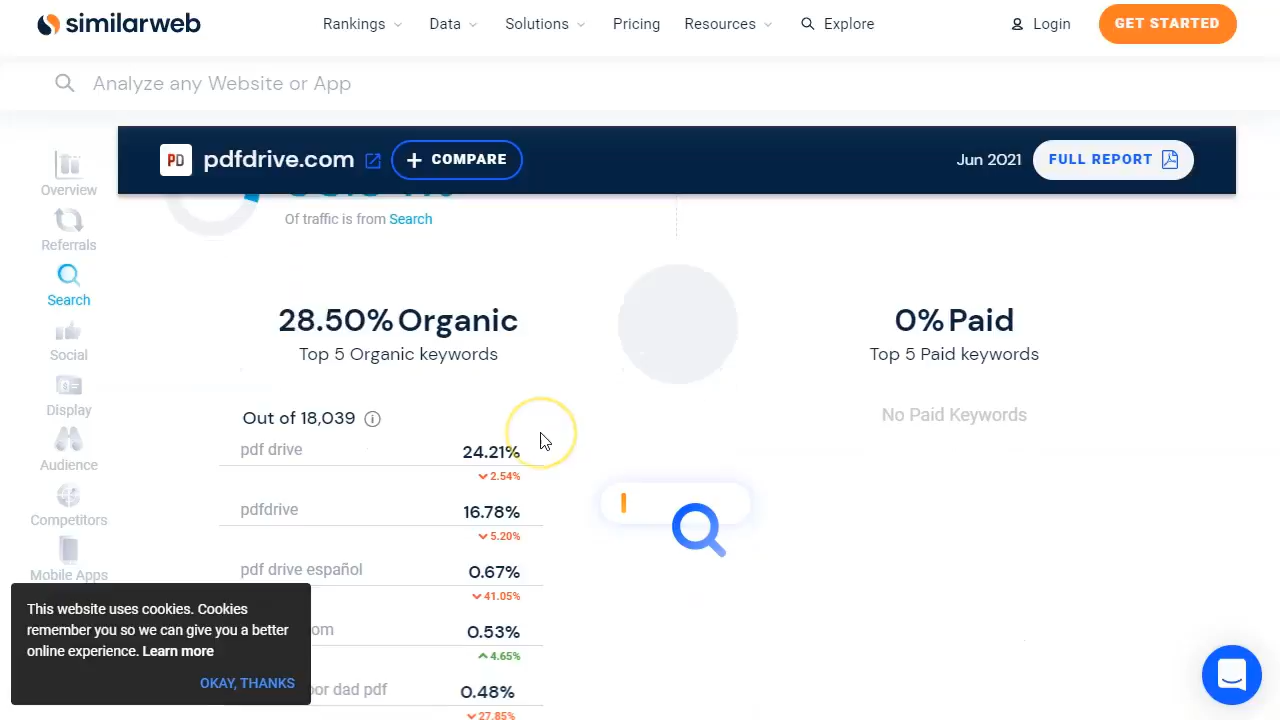 similarweb
Rankings Data Solutions Pricing Resources Explore Login GET STARTED
Analyze any Website or App
PD pdfdrive.com + COMPARE Jun 2021 FULL REPORT
Of traffic is from Search
Overview
Referrals
Search
Social
Display
Audience
Competitors
Mobile Apps
28.50% Organic
Top 5 Organic keywords
Out of 18,039
pdf drive 24.21%
2.54%
pdfdrive 16.78%
5.20%
pdf drive español 0.67%
41.05%
om 0.53%
4.65%
oor dad pdf 0.48%
27.85%
0% Paid
Top 5 Paid keywords
No Paid Keywords
This website uses cookies. Cookies
remember you so we can give you a better
online experience. Learn more
OKAY, THANKS